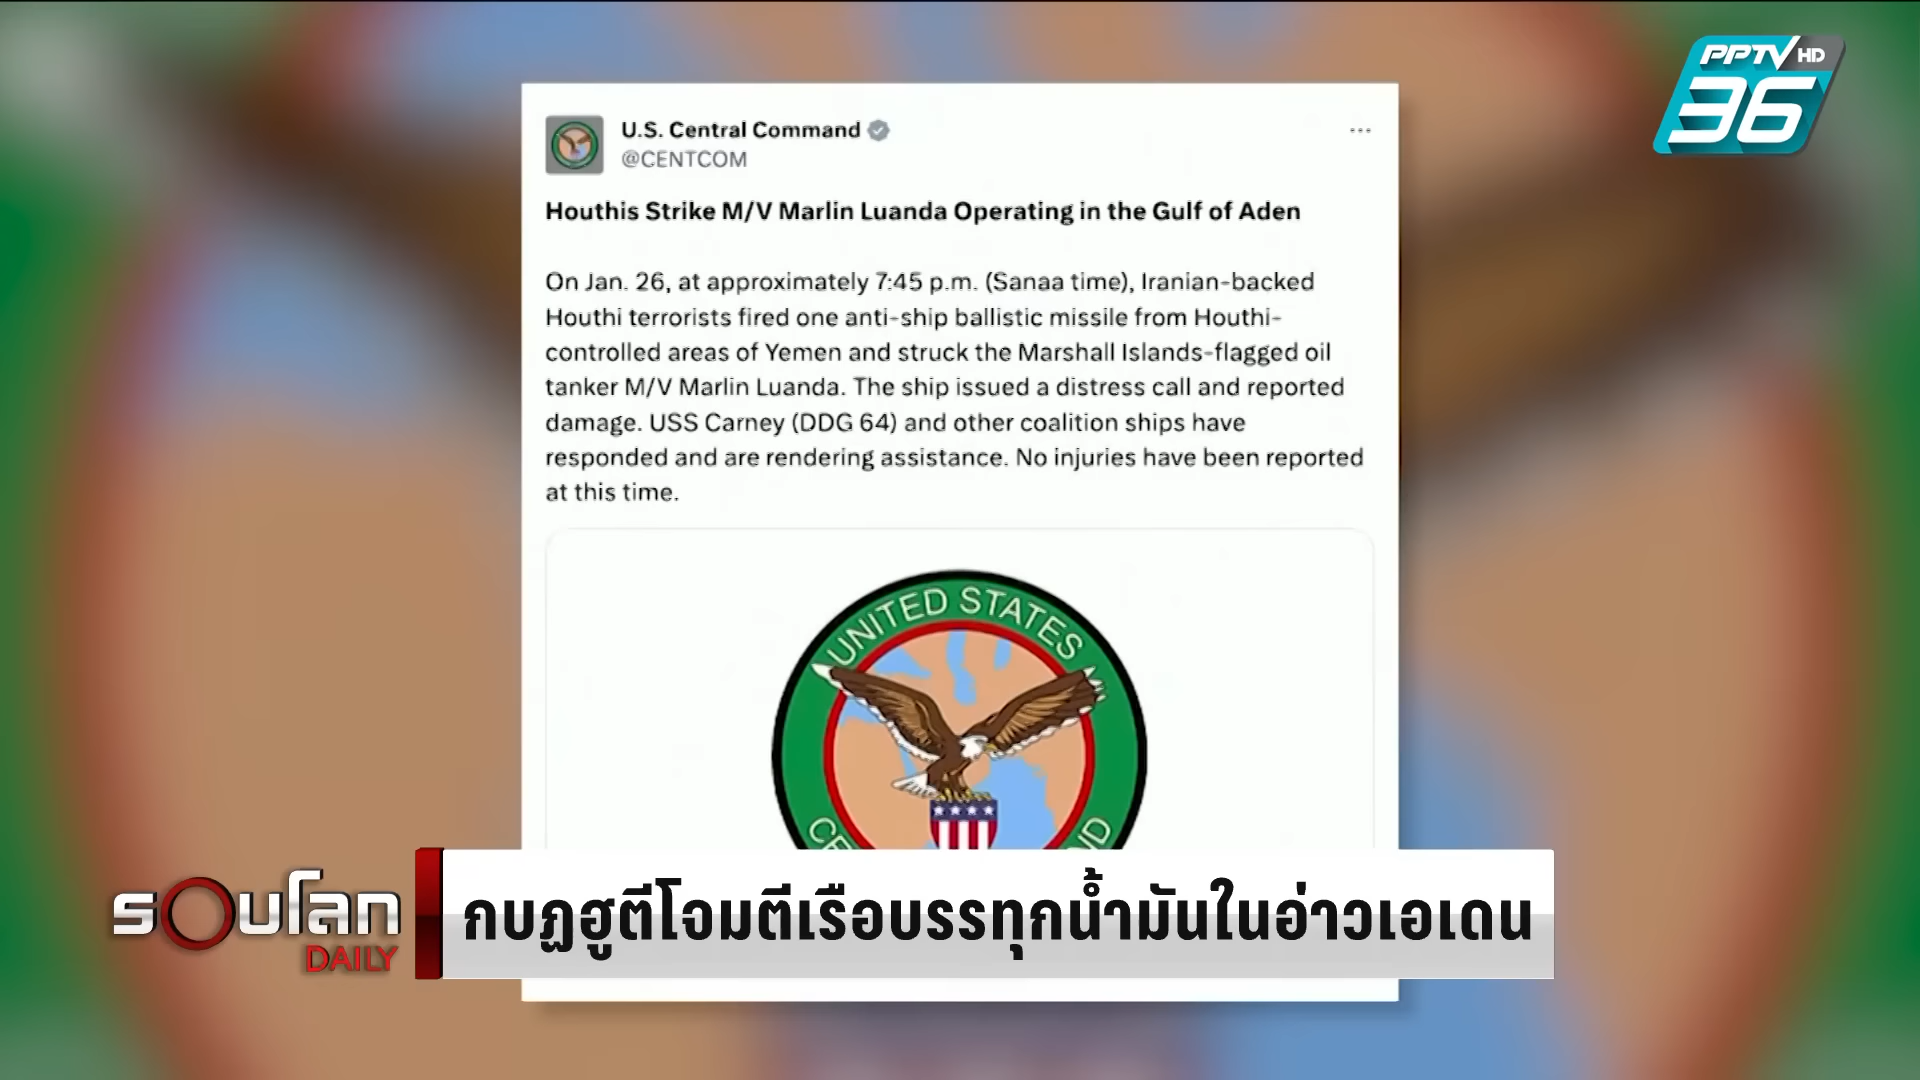 PPTV HD
36
U.S. Central Command
@CENTCOM
Houthis Strike M/V Marlin Luanda Operating in the Gulf of Aden
On Jan. 26, at approximately 7:45 p.m. (Sanaa time), Iranian-backed
Houthi terrorists fired one anti-ship ballistic missile from Houthi-
controlled areas of Yemen and struck the Marshall Islands-flagged oil
tanker M/V Marlin Luanda. The ship issued a distress call and reported
damage. USS Carney (DDG 64) and other coalition ships have
responded and are rendering assistance. No injuries have been reported
at this time.
UNITED STATES
รอบโลก
DAILY
กบฏฮูตีโจมตีเรือบรรทุกน้ำมันในอ่าวเอเดน